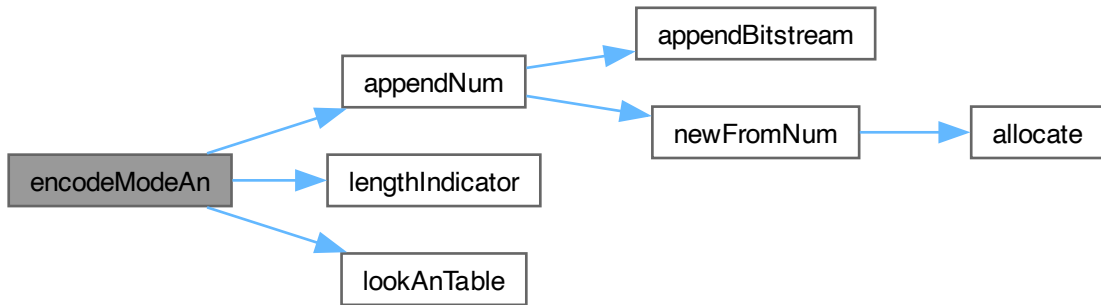 encodeModeAn
appendNum
lengthIndicator
lookAnTable
appendBitstream
newFromNum
allocate